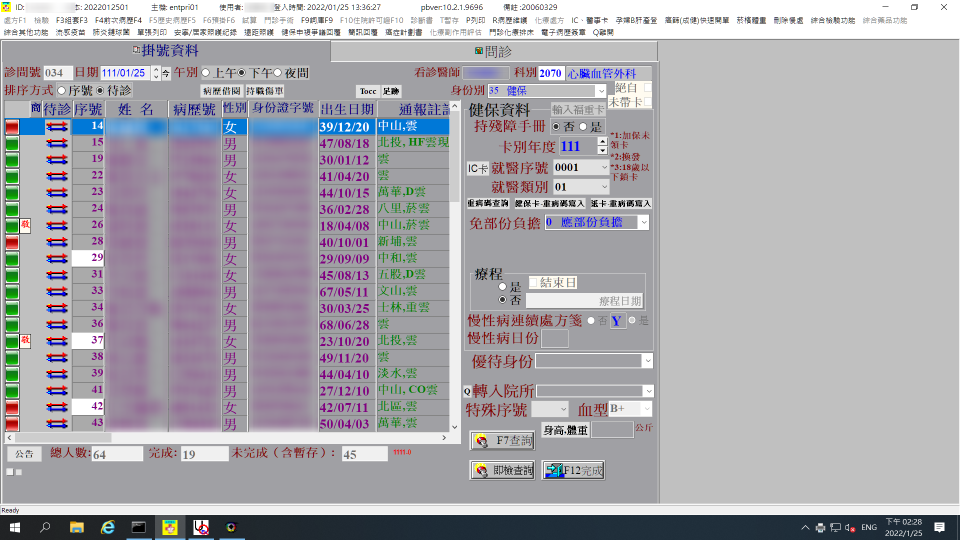 ID: 本: 2022012501 主檔: entpri01 使用者: 登入時間: 2022/01/25 13:36:27 pbver:10.2.1.9696 備註:20060329
處方F1 檢驗 F3組套F3 F4前次病歷F4 F5歷史病歷F5 F6預掛F6 試算 門診手術 F9詞庫F9 F10住院許可證F10 診斷書 T暫存 P列印 R病歷維護 化療處方 IC、醫事卡 孕婦B肝產登 癌篩(成健)快速開單 菸檳體重 剔除慢處 綜合檢驗功能 綜合藥品功能
綜合其他功能 流感疫苗 肺炎鏈球菌 單張列印 安寧/居家照護紀錄 遠距照護 健保申複爭議回覆 簡訊回覆 癌症計劃書 化療副作用評估 門診化療排床 電子病歷簽章 Q離開
掛號資料 問診
診間號 034 日期 111/01/25 今 午別 上午 下午 夜間 看診醫師 科別 2070 心臟血管外科
排序方式 序號 待診 病歷借閱 持職傷單 Tocc 足跡 身份別 35 健保 絕自
未帶卡
商 待診 序號 姓 名 病歷號 性別 身份證字號 出生日期 通報註記
14 女 39/12/20 中山,雲
15 男 47/08/18 北投, HF雲現
19 男 30/01/12 雲
22 女 41/04/20 雲
23 女 44/10/15 萬華,D雲
24 男 36/02/28 八里,菸雲
敬 26 女 18/04/08 中山,菸雲
28 男 40/10/01 新埔,雲
29 女 29/09/09 中和,雲
31 女 45/08/13 五股,D雲
33 男 67/05/11 文山,雲
34 女 30/03/25 士林,重雲
36 男 68/06/28 雲
敬 37 女 23/10/20 北投,雲
38 男 49/11/20 雲
39 男 44/04/10 淡水,雲
41 男 27/12/10 中山, CO雲
42 女 42/07/11 北區,雲
43 男 50/04/03 萬華,雲
公告 總人數: 64 完成: 19 未完成（含暫存）: 45 1111-0
健保資料 輸入福重卡
持殘障手冊 否 是
卡別年度 111
*1:加保未
領卡
*2:換發
*3:18歲以
下鎖卡
IC卡 就醫序號 0001
就醫類別 01
重病碼查詢 健保卡-重病碼寫入 紙卡-重病碼寫入
免部份負擔 0 應部份負擔
療程 是 結束日
否 療程日期
慢性病連續處方箋 否 Y 是
慢性病日份
優待身份
Q 轉入院所
特殊序號 血型 B+
F7查詢 身高.體重 公斤
即檢查詢 F12完成
Ready
ENG 下午 02:28
2022/1/25